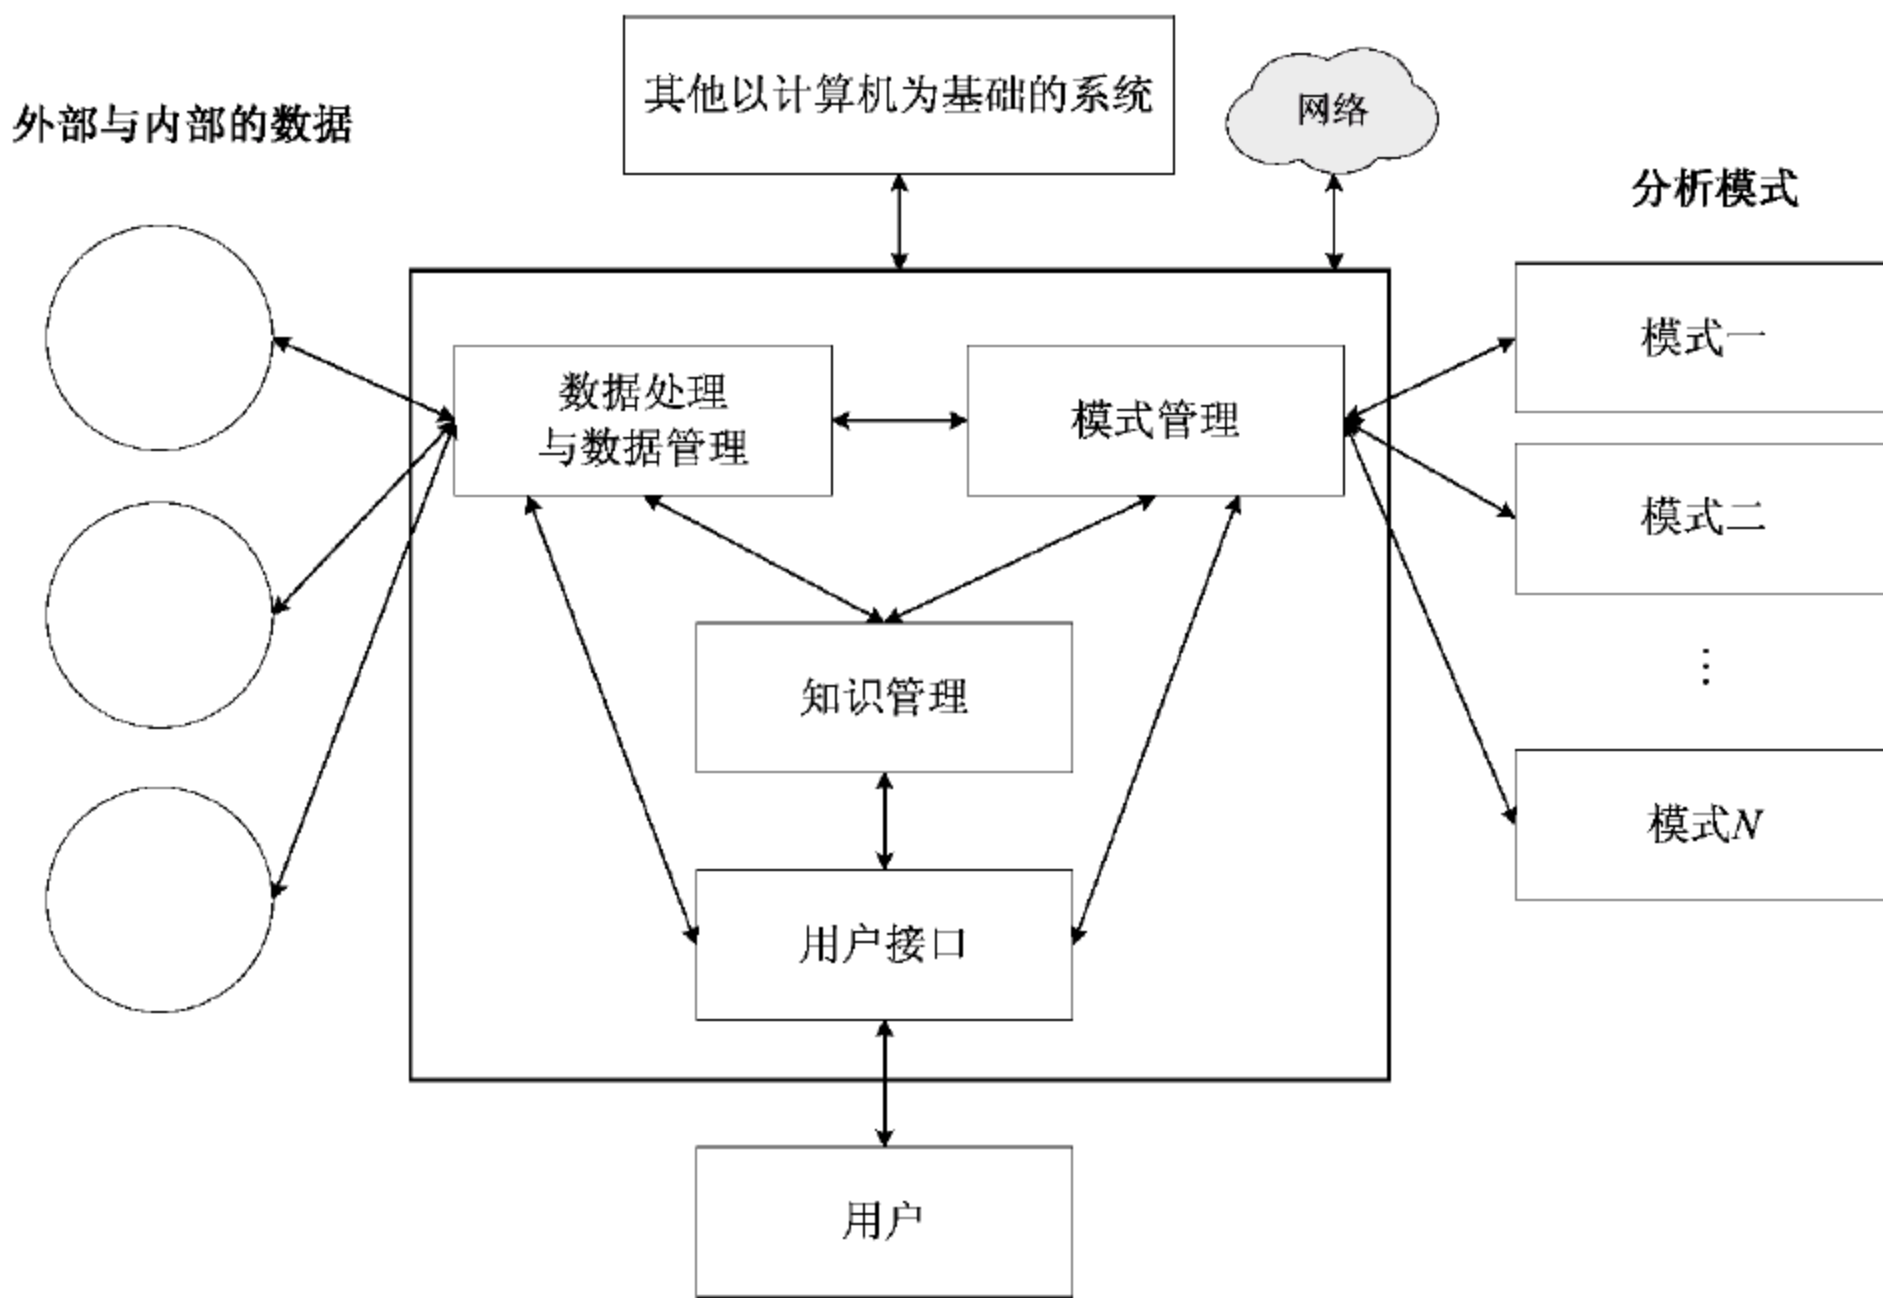 其他以计算机为基础的系统
网络
外部与内部的数据
分析模式
数据处理
与数据管理
模式管理
模式一
模式二
⋮
知识管理
模式N
用户接口
用户